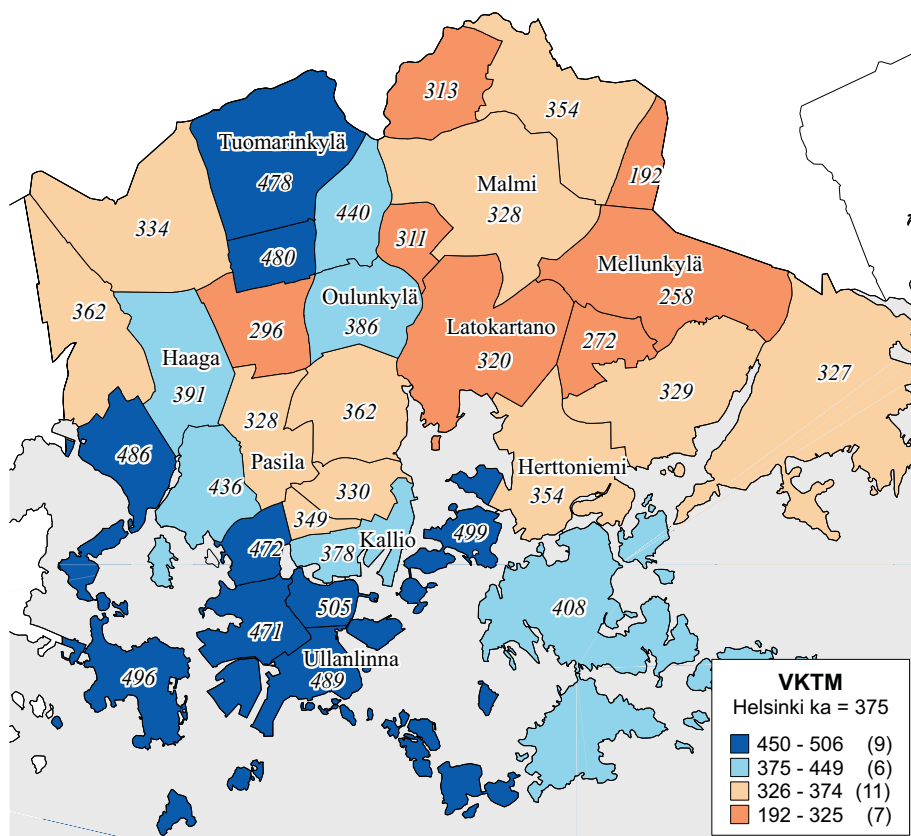 313
354
Tuomarinkylä
478
192
Malmi
328
440
334
311
480
Mellunkylä
258
Oulunkylä
386
362
296
Latokartano
320
272
Haaga
391
327
329
328
362
486
Pasila
Herttoniemi
354
436
330
349
499
Kallio
378
472
505
408
471
Ullanlinna
489
496
VKTM
Helsinki ka = 375
450 - 506 (9)
375 - 449 (6)
326 - 374 (11)
192 - 325 (7)